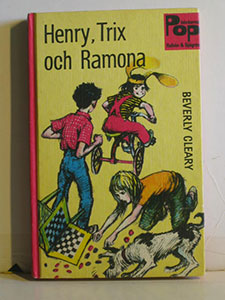 Henry, Trix
och Ramona
Pop
BEVERLY CLEARY